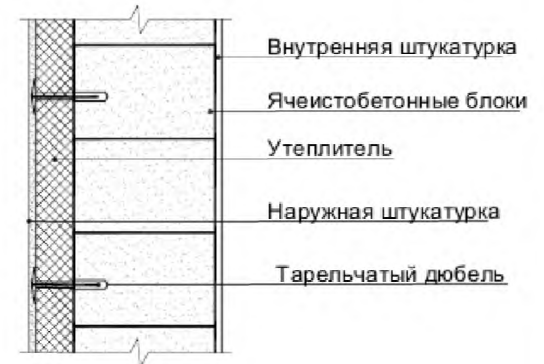 Внутренняя штукатурка
Ячеистобетонные блоки
Утеплитель
Наружная штукатурка
Тарельчатый дюбель